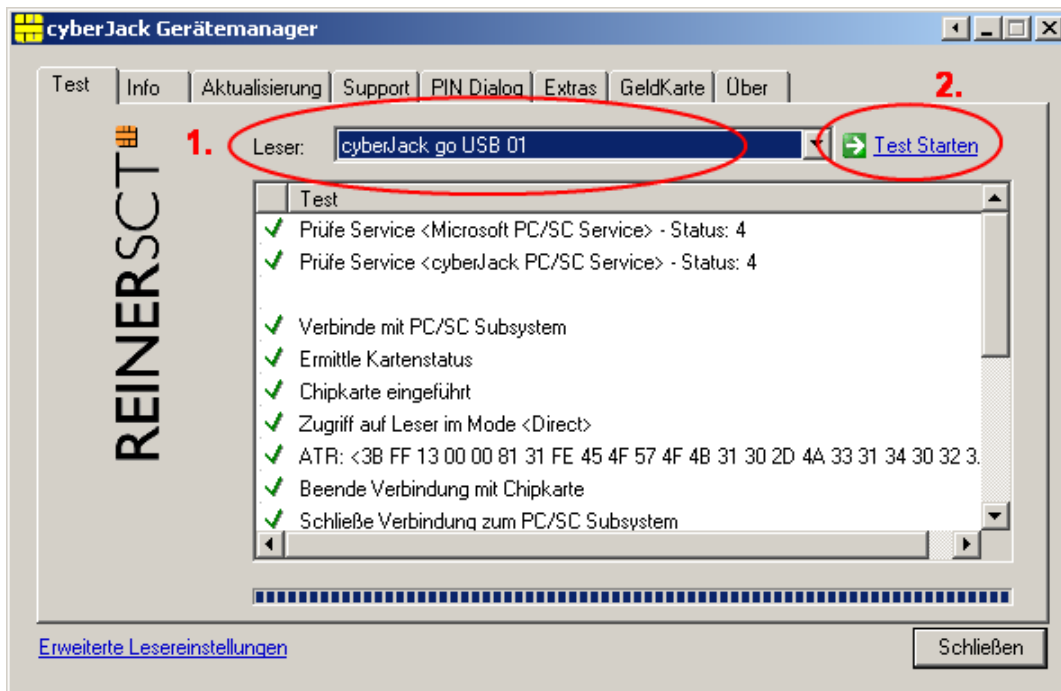 cyberJack Gerätemanager
Test Info Aktualisierung Support PIN Dialog Extras GeldKarte Über
2.
1.
Leser: cyberJack go USB 01 Test Starten
REINERSCT
Test
Prüfe Service <Microsoft PC/SC Service> - Status: 4
Prüfe Service <cyberJack PC/SC Service> - Status: 4
Verbinde mit PC/SC Subsystem
Ermittle Kartenstatus
Chipkarte eingeführt
Zugriff auf Leser im Mode <Direct>
ATR: <3B FF 13 00 00 81 31 FE 45 4F 57 4F 4B 31 30 2D 4A 33 31 34 30 32 3.
Beende Verbindung mit Chipkarte
Schließe Verbindung zum PC/SC Subsystem
Erweiterte Lesereinstellungen
Schließen